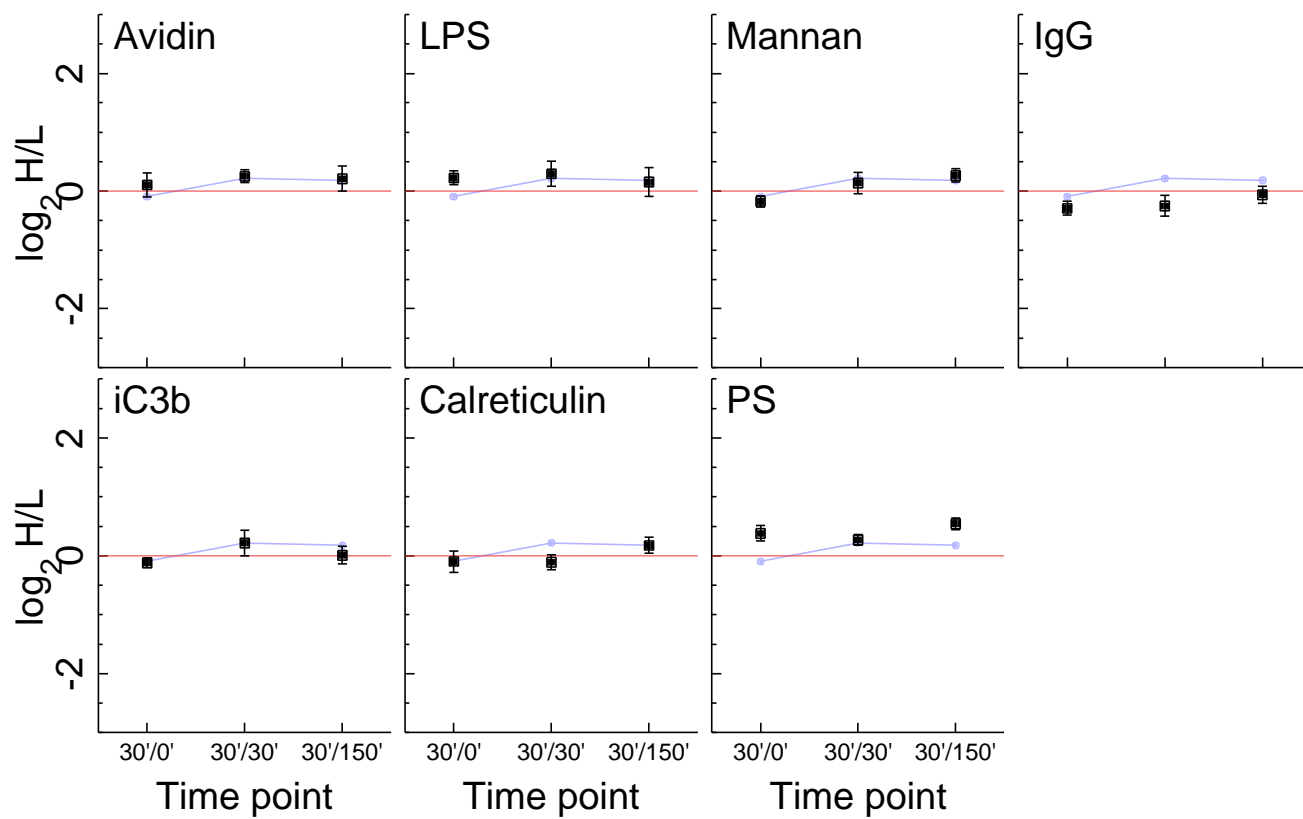 Avidin
LPS
Mannan
IgG
log2 H/L
2
0
-2
iC3b
Calreticulin
PS
log2 H/L
2
0
-2
30'/0' 30'/30' 30'/150'
30'/0' 30'/30' 30'/150'
30'/0' 30'/30' 30'/150'
Time point
Time point
Time point